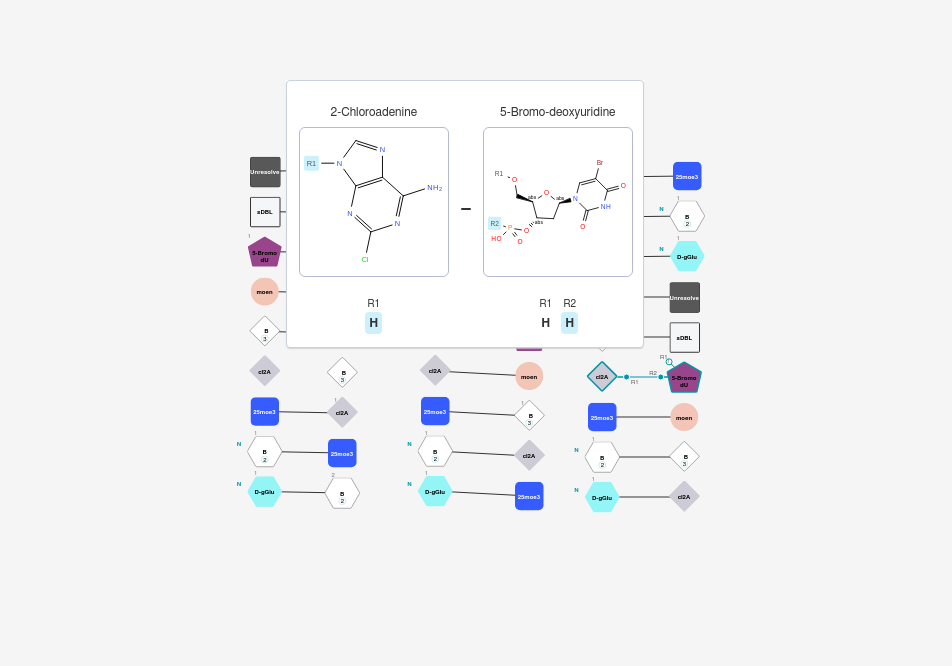 2-Chloroadenine 5-Bromo-deoxyuridine
R1 N N N N NH2 Cl
R1 O abs O abs N Br O NH O abs R2 P O HO O
R1 R1 R2
H H H
Unresolve 25moe3
sDBL N 1 B 2
1 5-Bromo dU N 1 D-gGlu
moen Unresolve
1 B 3 sDBL
cl2A B 3 cl2A moen cl2A R1 R2 R1 5-Bromo dU
25moe3 1 cl2A 25moe3 1 B 3 25moe3 moen
N 1 B 2 25moe3 N 1 B 2 cl2A N 1 B 2 B 3
N 1 D-gGlu 2 B 2 N 1 D-gGlu 25moe3 N 1 D-gGlu cl2A